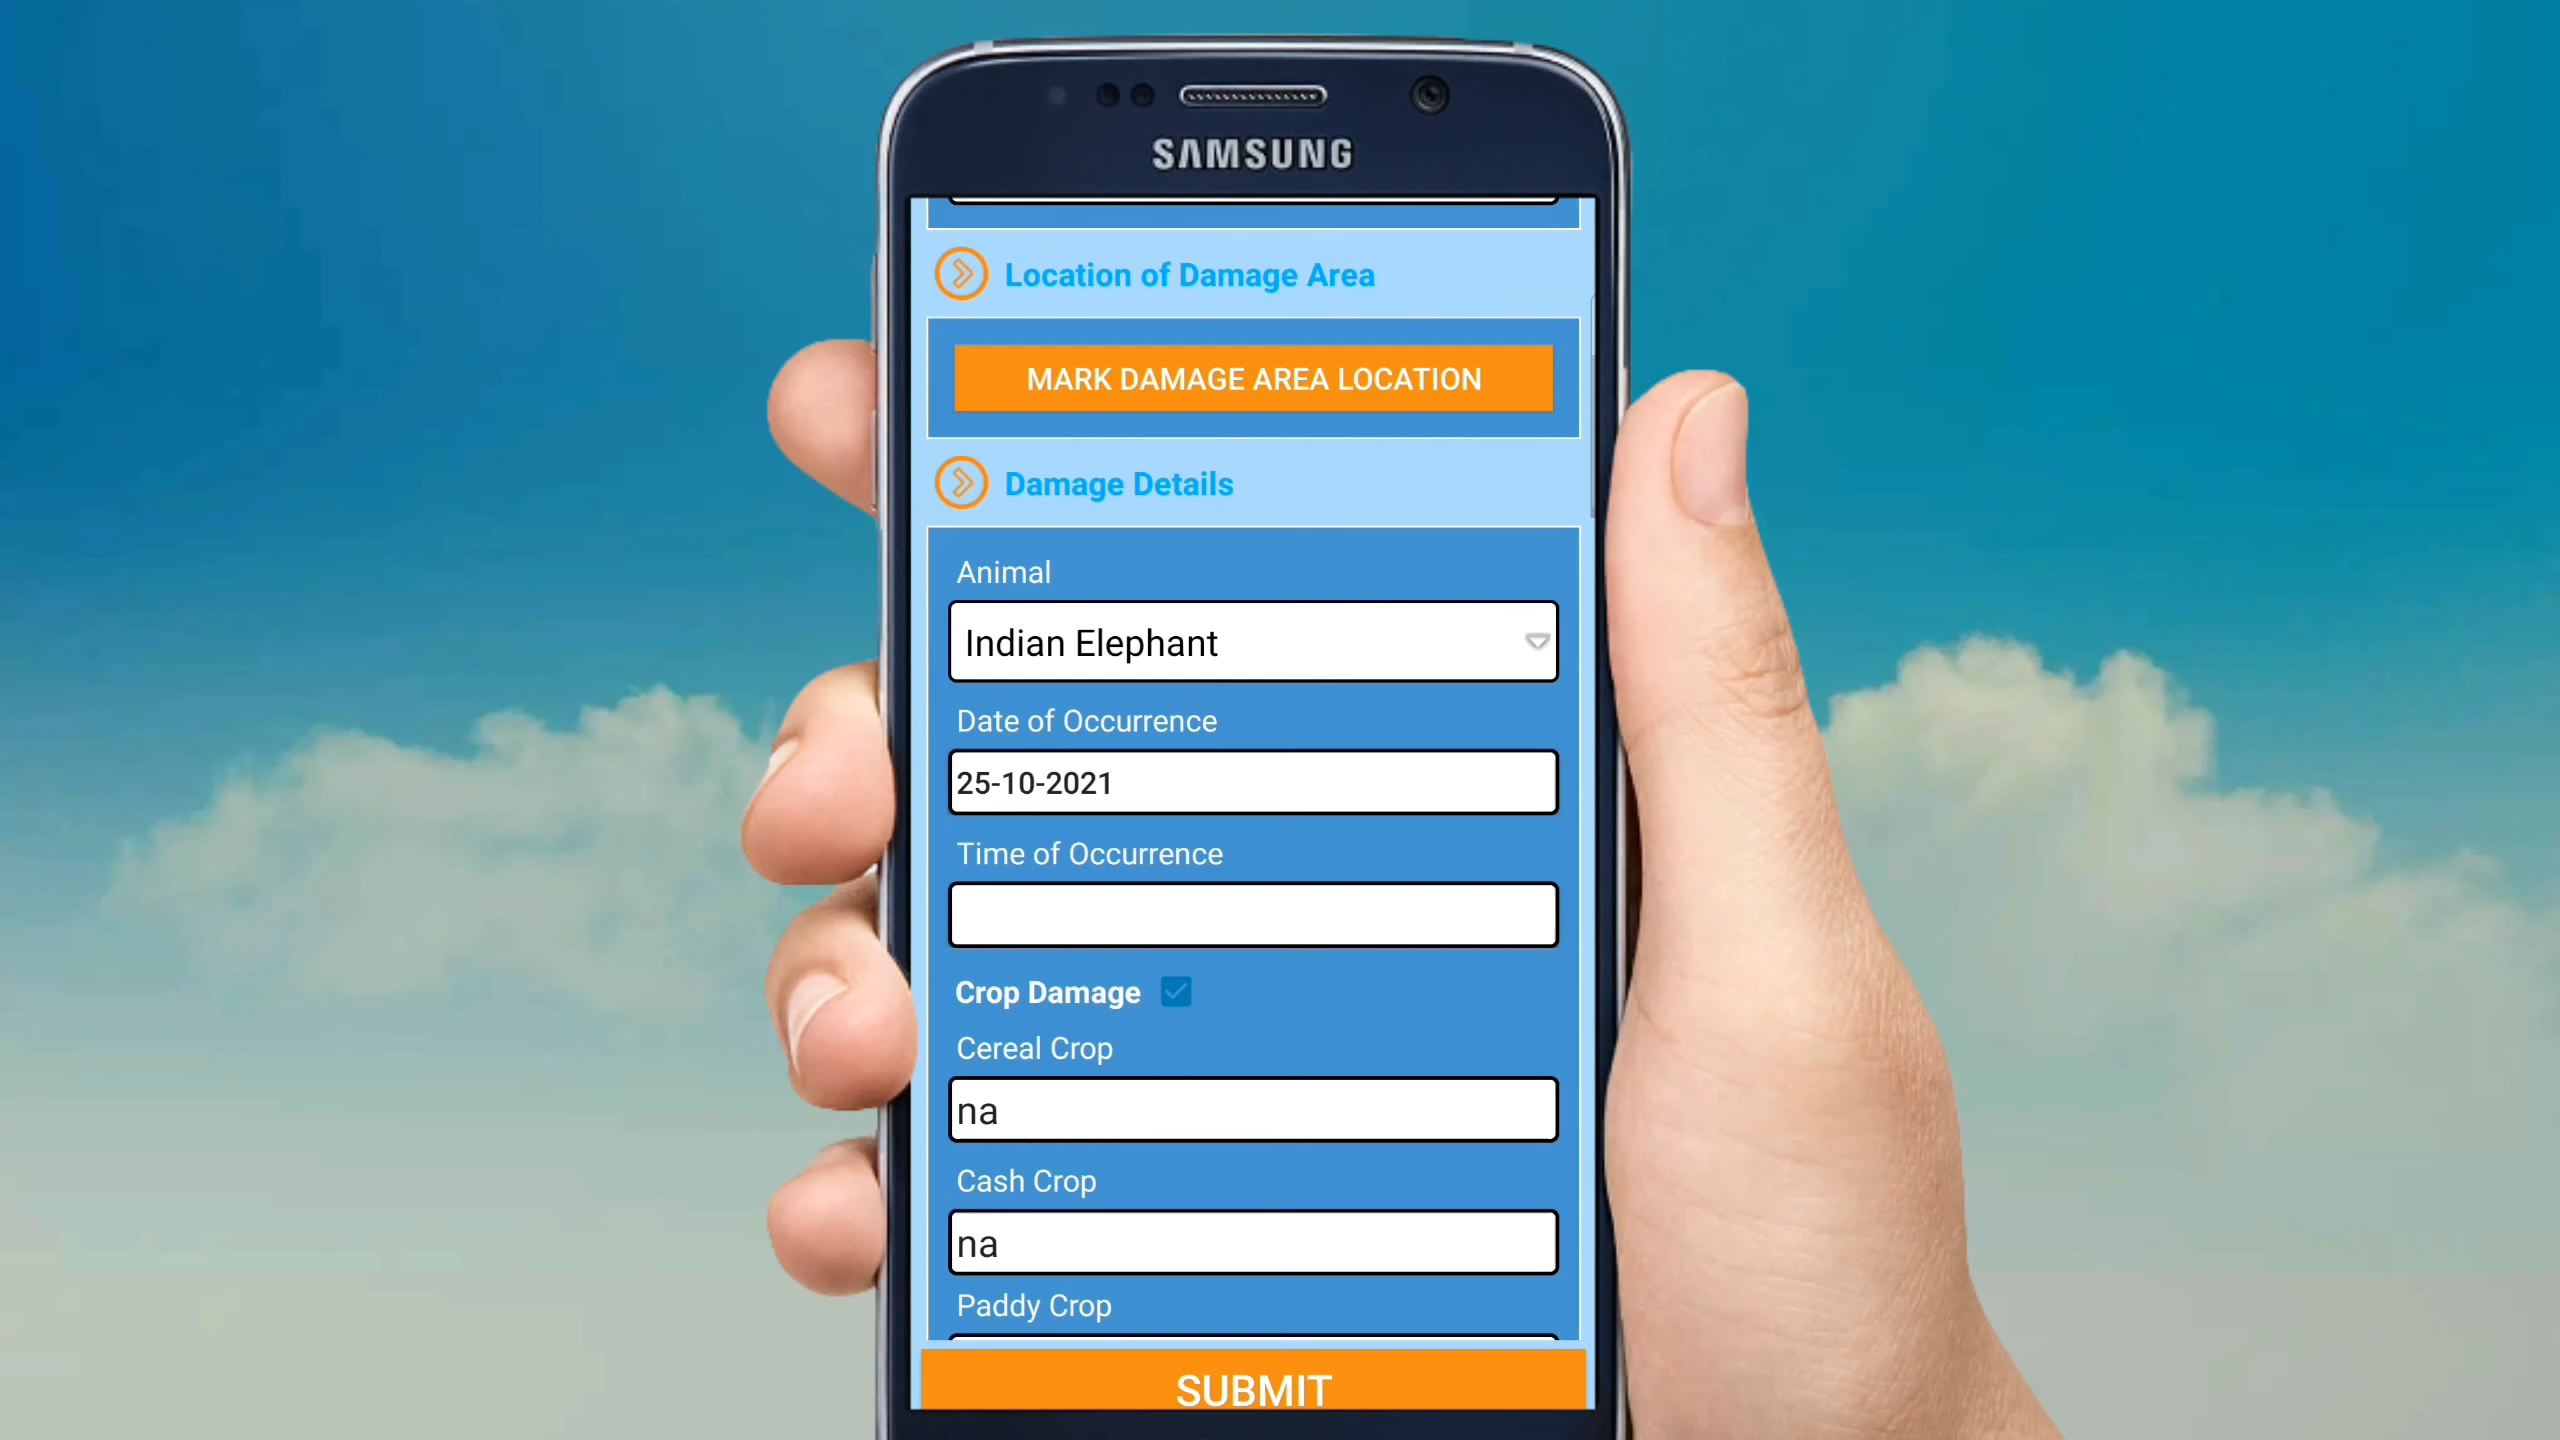 SAMSUNG
Location of Damage Area
MARK DAMAGE AREA LOCATION
Damage Details
Animal
Indian Elephant
Date of Occurrence
25-10-2021
Time of Occurrence
Crop Damage
Cereal Crop
na
Cash Crop
na
Paddy Crop
SUBMIT